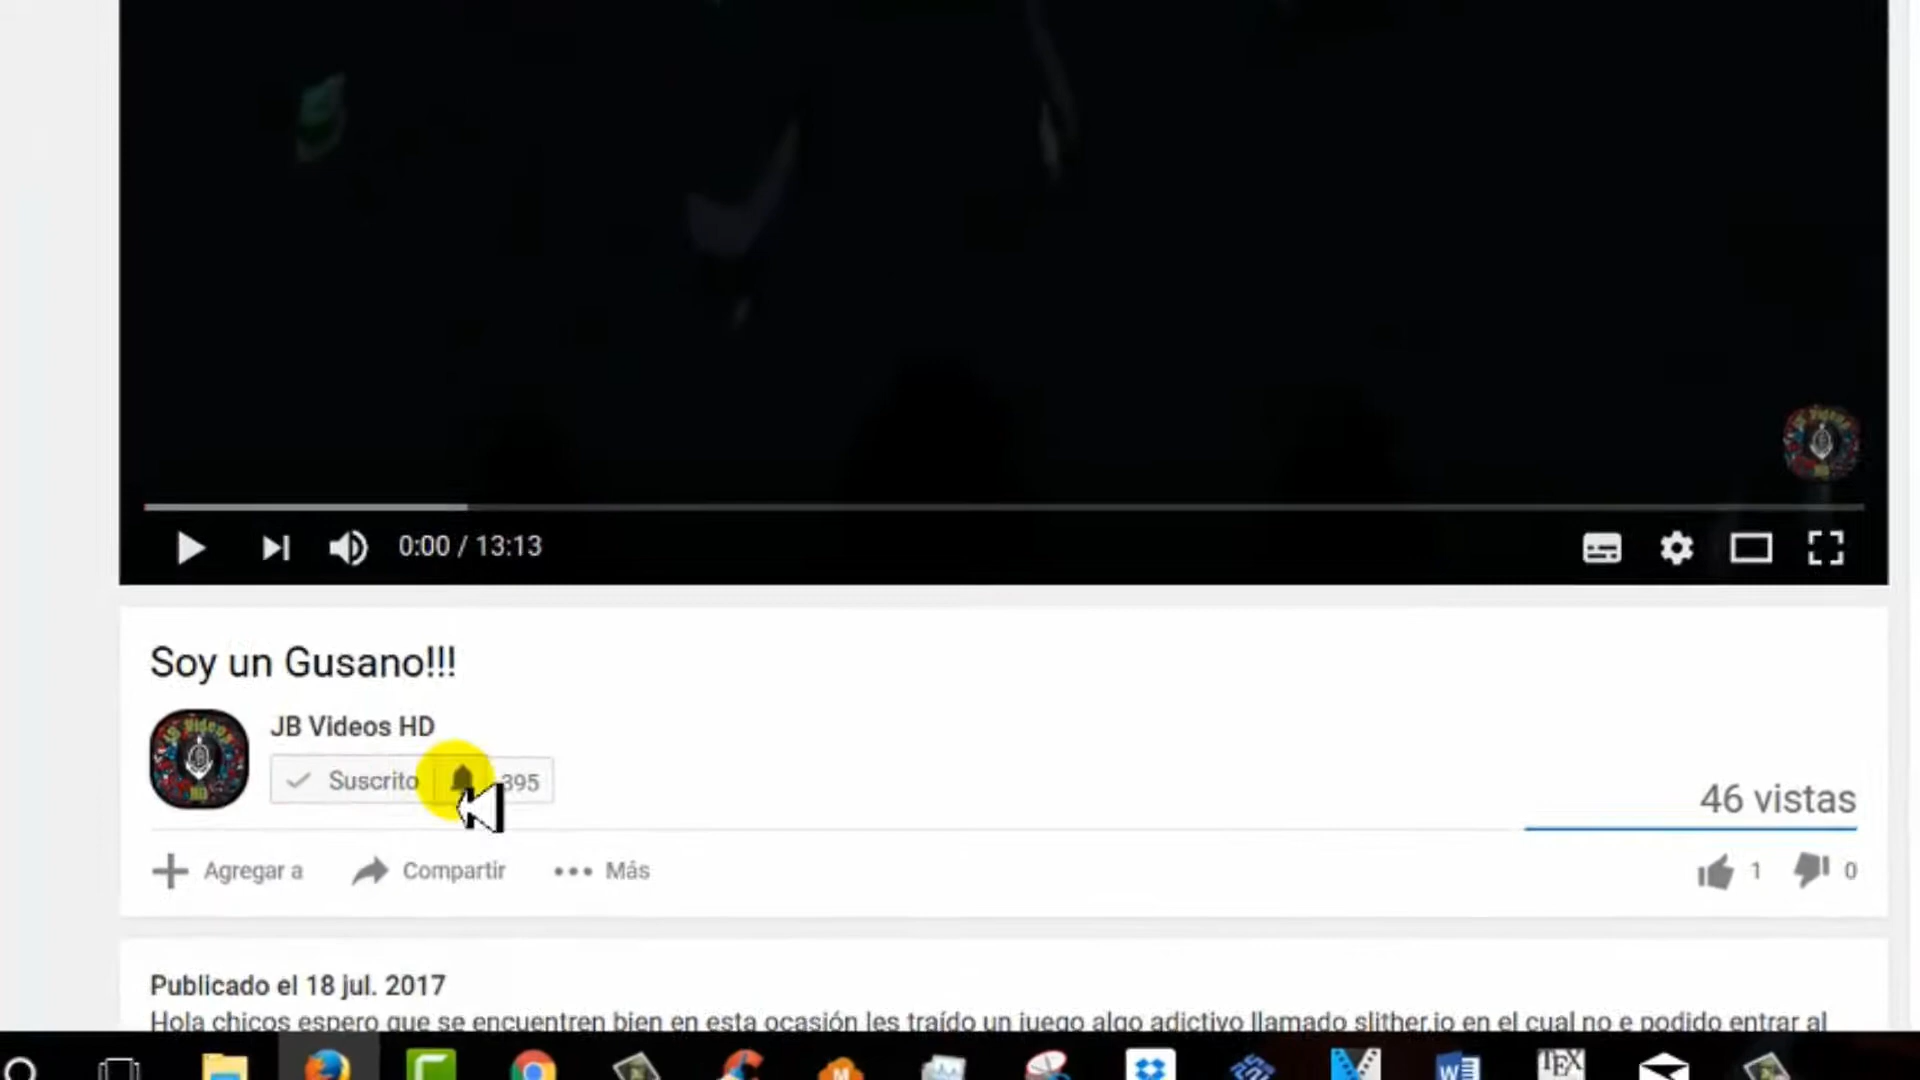 0:00 / 13:13
Soy un Gusano!!!
JB Videos HD
Suscrito 395
46 vistas
Agregar a Compartir Más 1 0
Publicado el 18 jul. 2017
Hola chicos espero que se encuentren bien en esta ocasión les traído un juego algo adictivo llamado slither.io en el cual no e podido entrar al